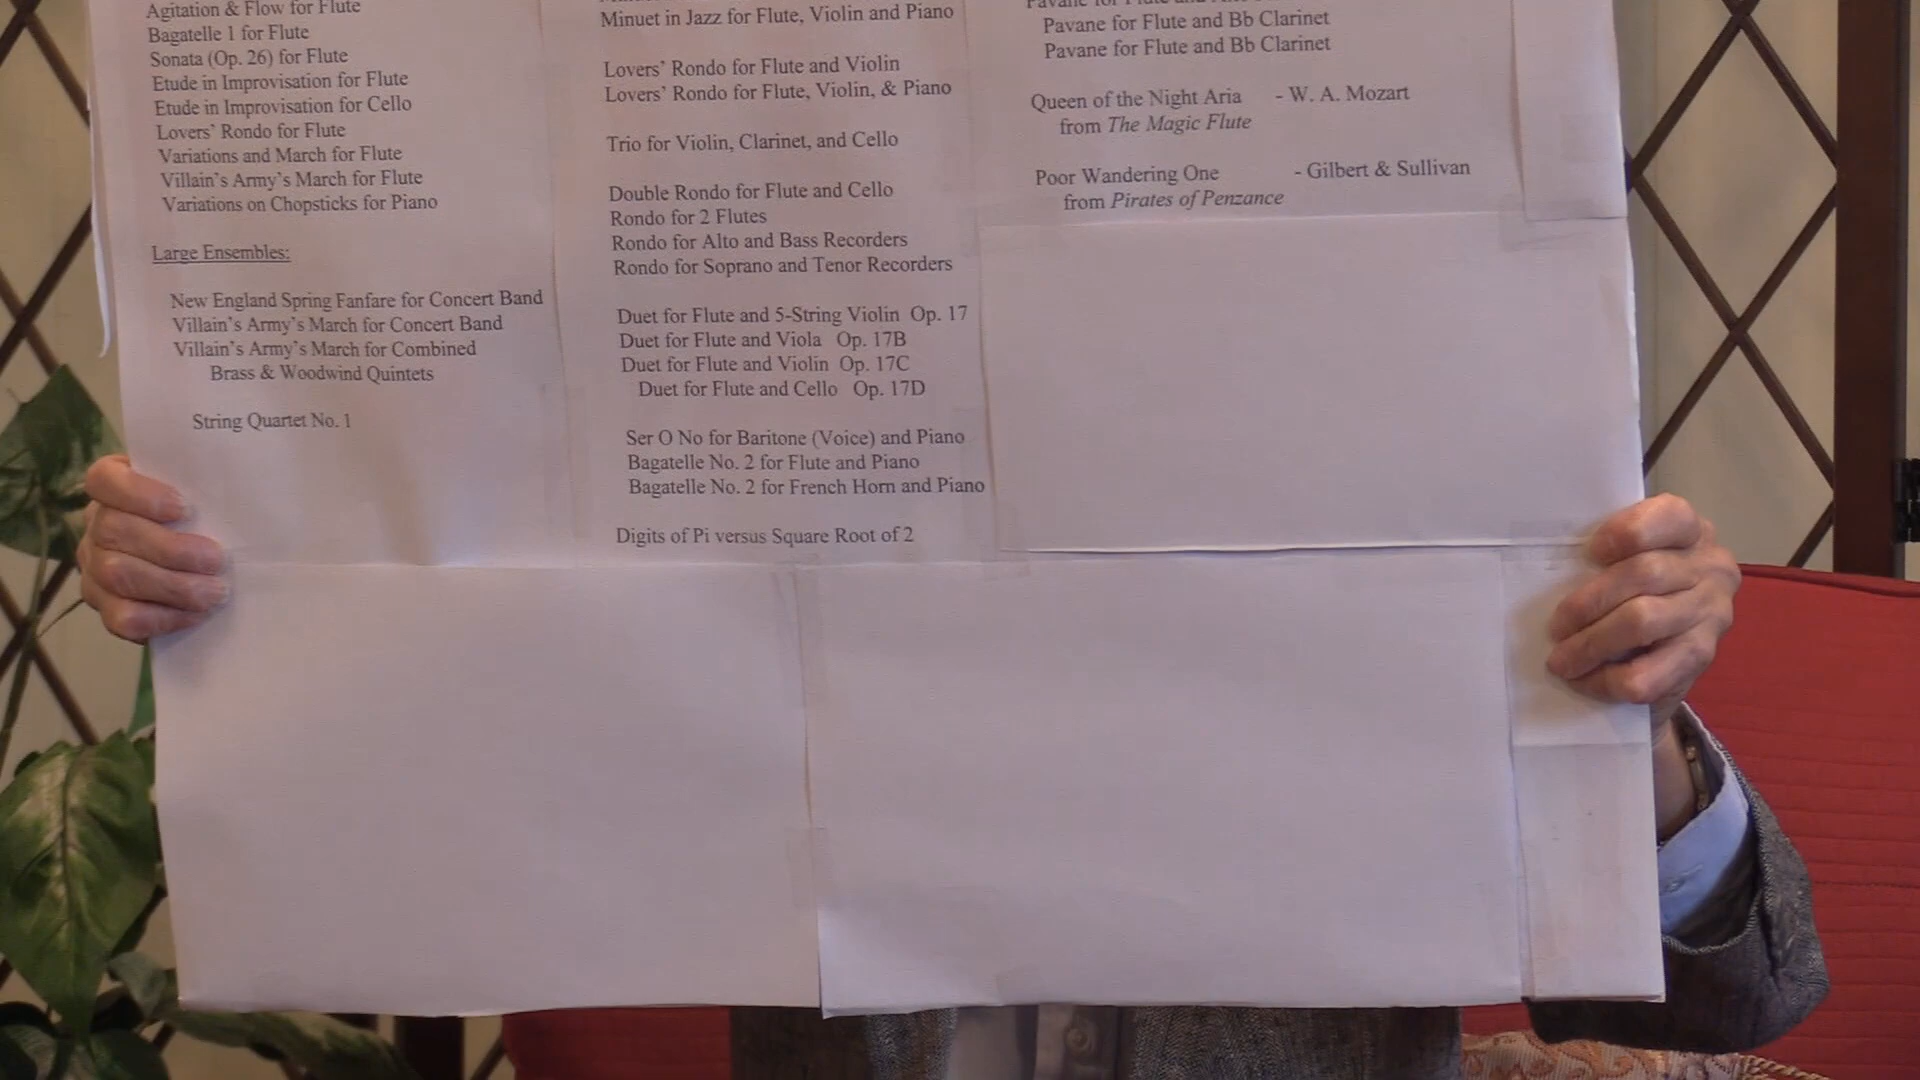 Agitation & Flow for Flute
Bagatelle 1 for Flute
Sonata (Op. 26) for Flute
Etude in Improvisation for Flute
Etude in Improvisation for Cello
Lovers' Rondo for Flute
Variations and March for Flute
Villain's Army's March for Flute
Variations on Chopsticks for Piano
Large Ensembles:
New England Spring Fanfare for Concert Band
Villain's Army's March for Concert Band
Villain's Army's March for Combined
Brass & Woodwind Quintets
String Quartet No. 1
Minuet in Jazz for Flute, Violin and Piano
Lovers' Rondo for Flute and Violin
Lovers' Rondo for Flute, Violin, & Piano
Trio for Violin, Clarinet, and Cello
Double Rondo for Flute and Cello
Rondo for 2 Flutes
Rondo for Alto and Bass Recorders
Rondo for Soprano and Tenor Recorders
Duet for Flute and 5-String Violin Op. 17
Duet for Flute and Viola Op. 17B
Duet for Flute and Violin Op. 17C
Duet for Flute and Cello Op. 17D
Ser O No for Baritone (Voice) and Piano
Bagatelle No. 2 for Flute and Piano
Bagatelle No. 2 for French Horn and Piano
Digits of Pi versus Square Root of 2
Pavane for Flute and Bb Clarinet
Pavane for Flute and Bb Clarinet
Queen of the Night Aria - W. A. Mozart
from The Magic Flute
Poor Wandering One - Gilbert & Sullivan
from Pirates of Penzance